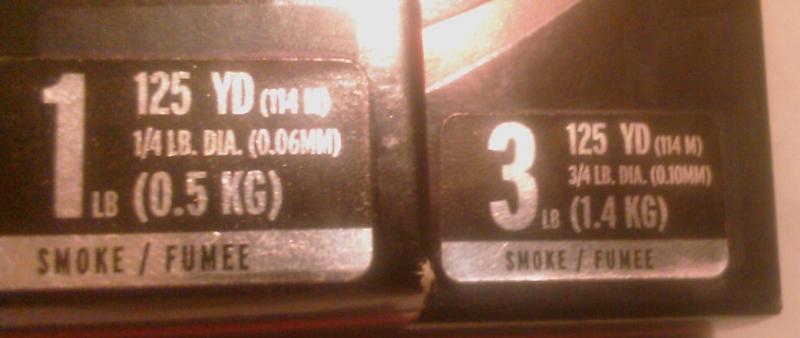 1 LB
125 YD (114 M)
1/4 LB. DIA. (0.06MM)
(0.5 KG)
SMOKE / FUMEE
3 LB
125 YD (114 M)
3/4 LB. DIA. (0.10MM)
(1.4 KG)
SMOKE / FUMEE